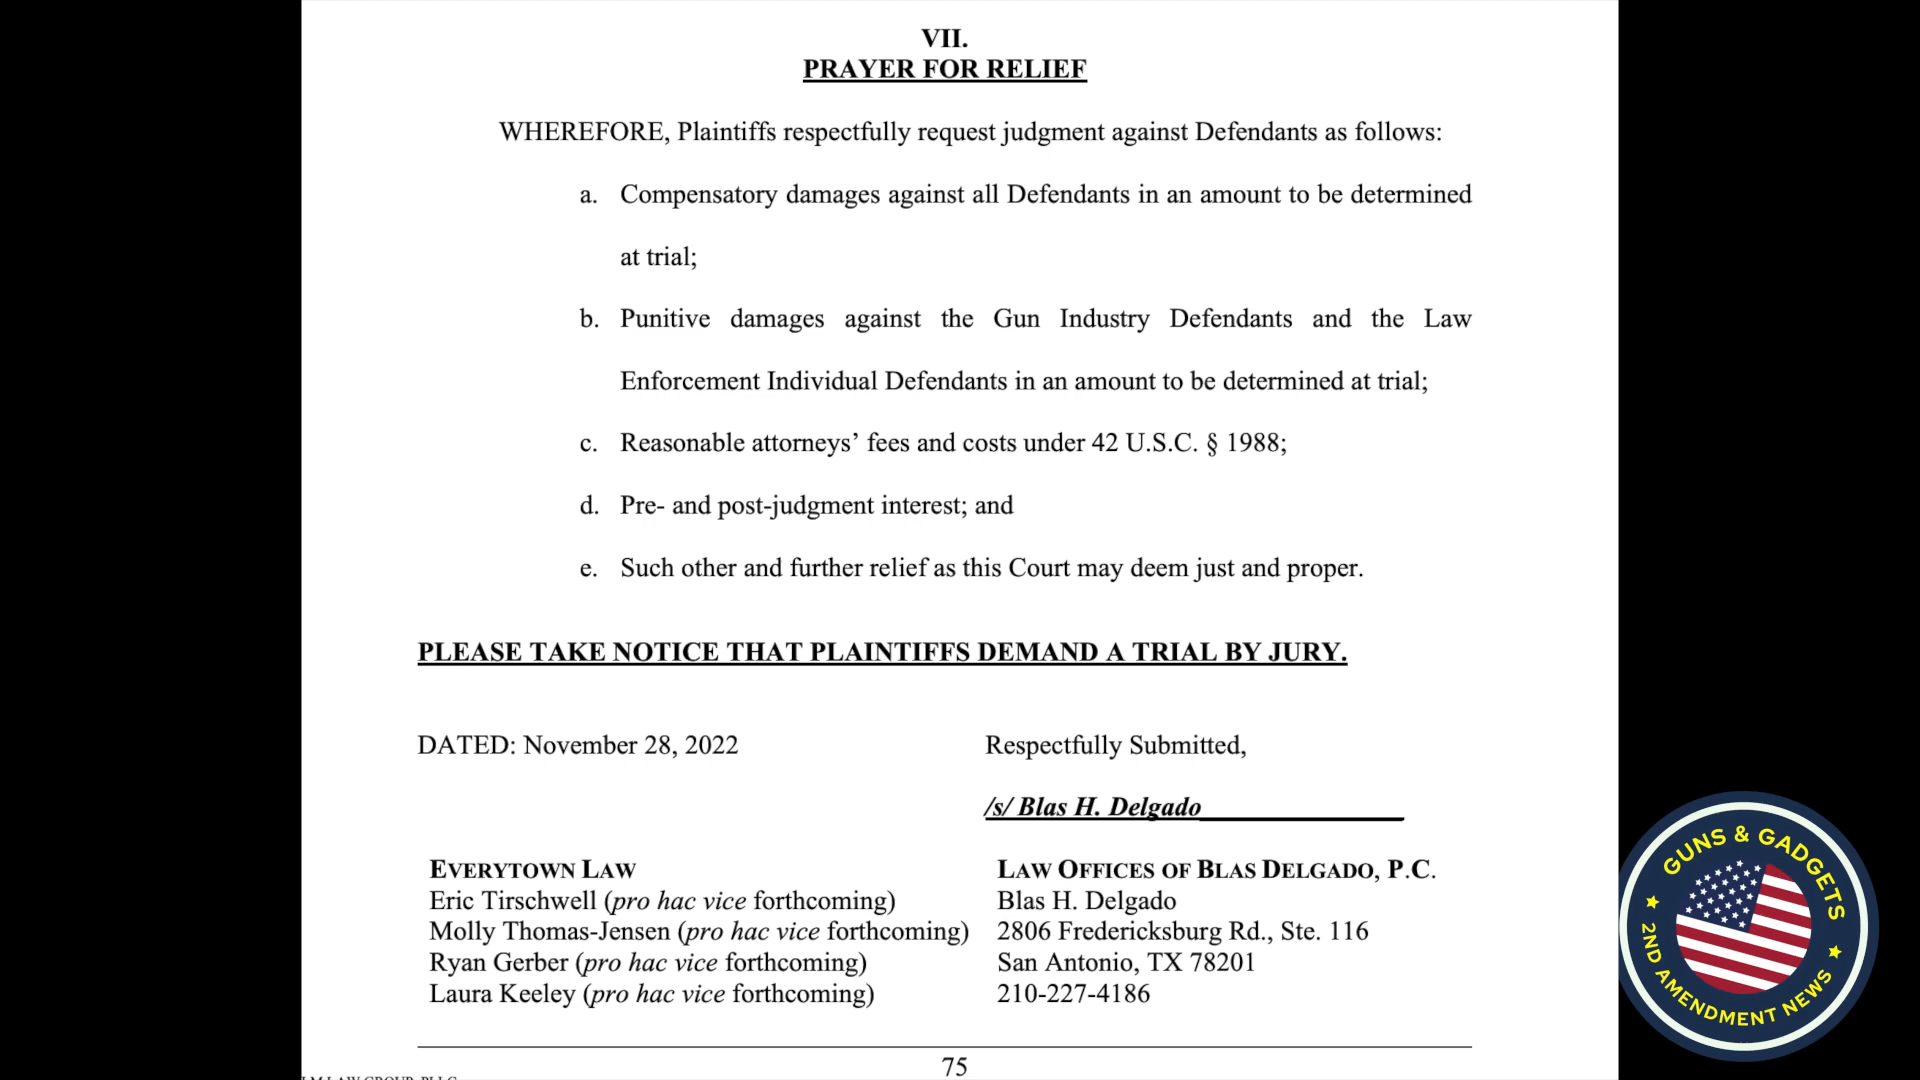 VII.
PRAYER FOR RELIEF
WHEREFORE, Plaintiffs respectfully request judgment against Defendants as follows:
a. Compensatory damages against all Defendants in an amount to be determined
at trial;
b. Punitive damages against the Gun Industry Defendants and the Law
Enforcement Individual Defendants in an amount to be determined at trial;
c. Reasonable attorneys’ fees and costs under 42 U.S.C. § 1988;
d. Pre- and post-judgment interest; and
e. Such other and further relief as this Court may deem just and proper.
PLEASE TAKE NOTICE THAT PLAINTIFFS DEMAND A TRIAL BY JURY.
DATED: November 28, 2022
Respectfully Submitted,
/s/ Blas H. Delgado
EVERYTOWN LAW
Eric Tirschwell (pro hac vice forthcoming)
Molly Thomas-Jensen (pro hac vice forthcoming)
Ryan Gerber (pro hac vice forthcoming)
Laura Keeley (pro hac vice forthcoming)
LAW OFFICES OF BLAS DELGADO, P.C.
Blas H. Delgado
2806 Fredericksburg Rd., Ste. 116
San Antonio, TX 78201
210-227-4186
75
GUNS & GADGETS
2ND AMENDMENT NEWS